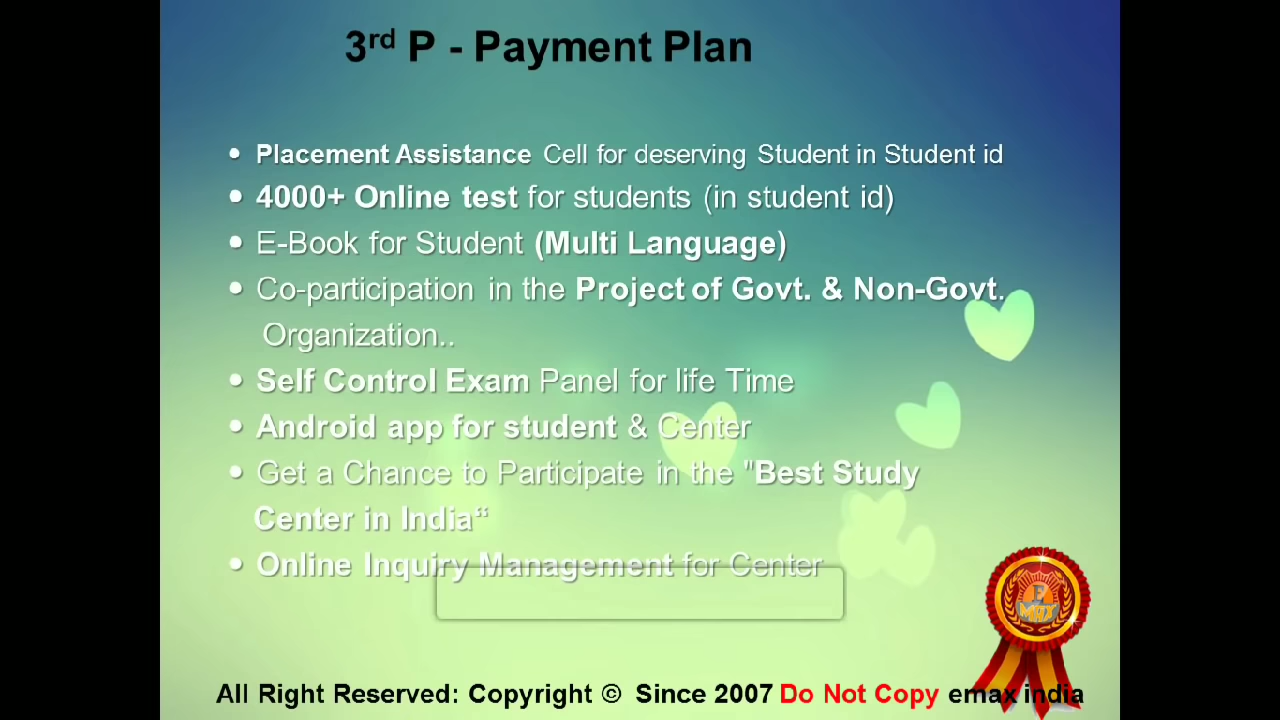 3rd P - Payment Plan
• Placement Assistance Cell for deserving Student in Student id
• 4000+ Online test for students (in student id)
• E-Book for Student (Multi Language)
• Co-participation in the Project of Govt. & Non-Govt.
Organization..
• Self Control Exam Panel for life Time
• Android app for student & Center
• Get a Chance to Participate in the "Best Study
Center in India“
• Online Inquiry Management for Center
E
MAX
All Right Reserved: Copyright © Since 2007 Do Not Copy emax india